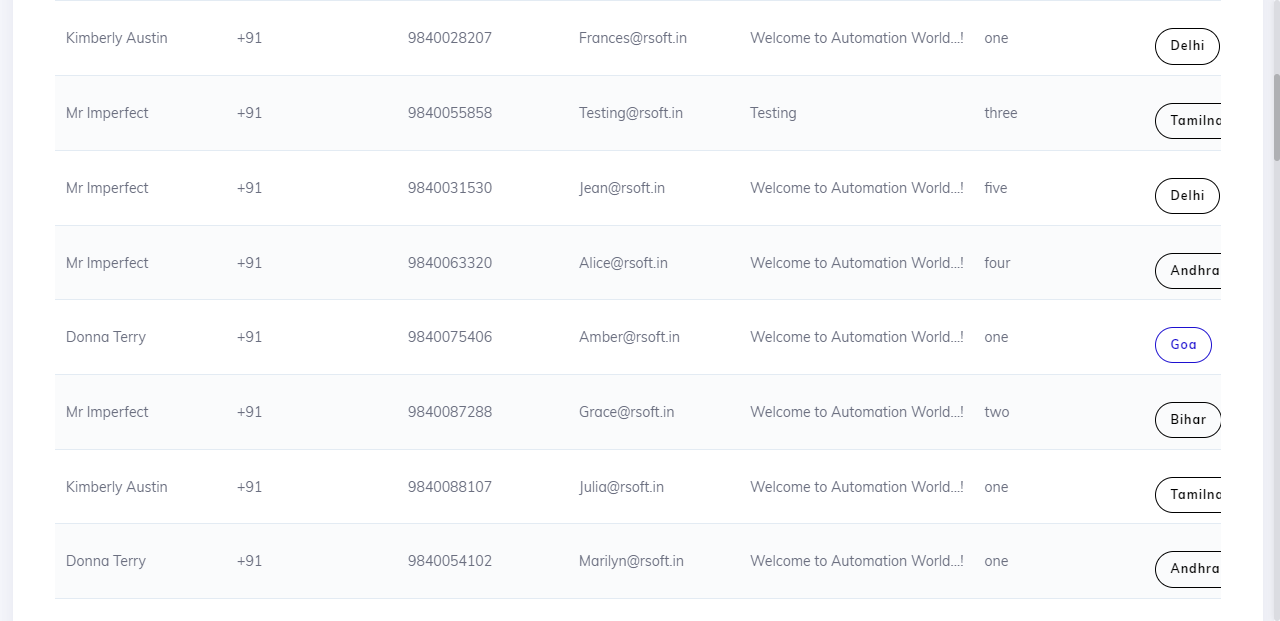 Kimberly Austin +91 9840028207 Frances@rsoft.in Welcome to Automation World...! one Delhi
Mr Imperfect +91 9840055858 Testing@rsoft.in Testing three Tamilna
Mr Imperfect +91 9840031530 Jean@rsoft.in Welcome to Automation World...! five Delhi
Mr Imperfect +91 9840063320 Alice@rsoft.in Welcome to Automation World...! four Andhra
Donna Terry +91 9840075406 Amber@rsoft.in Welcome to Automation World...! one Goa
Mr Imperfect +91 9840087288 Grace@rsoft.in Welcome to Automation World...! two Bihar
Kimberly Austin +91 9840088107 Julia@rsoft.in Welcome to Automation World...! one Tamilna
Donna Terry +91 9840054102 Marilyn@rsoft.in Welcome to Automation World...! one Andhra